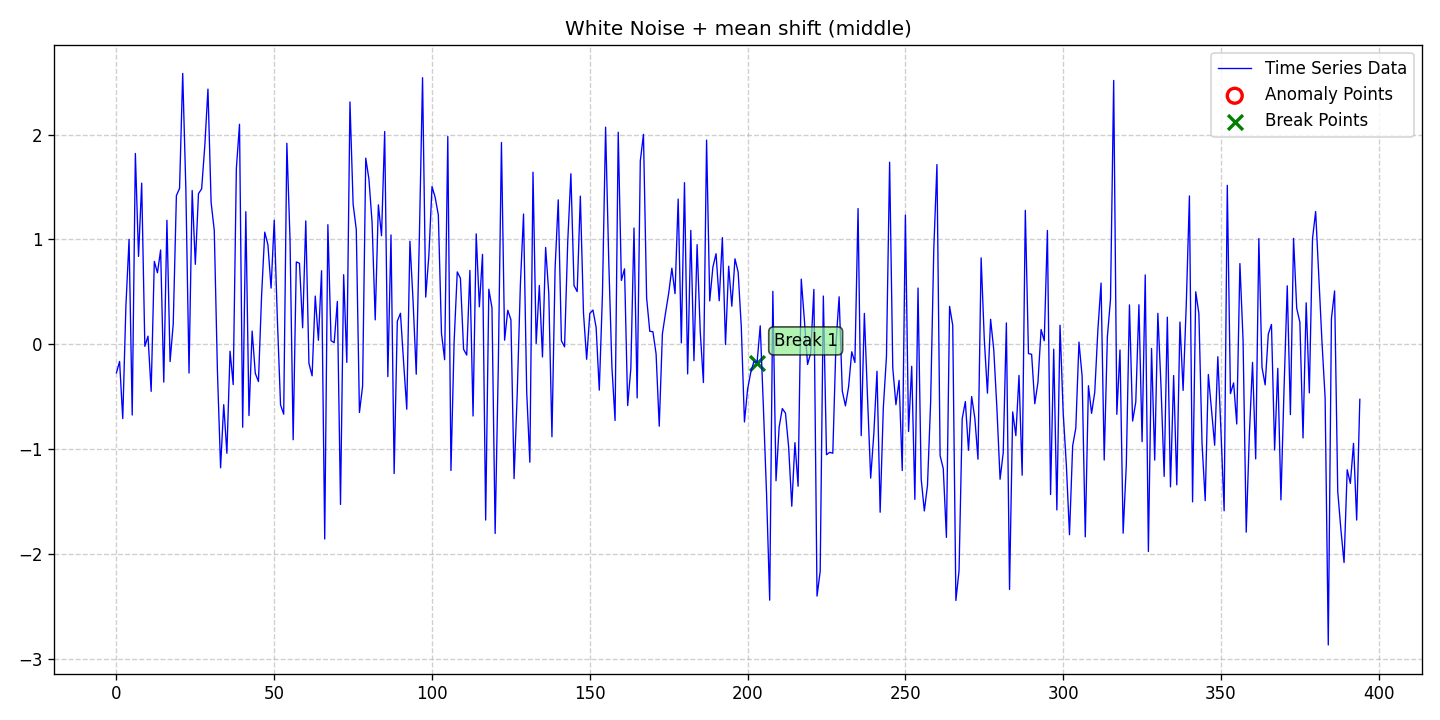 White Noise + mean shift (middle)
Time Series Data
Anomaly Points
Break Points
Break 1
2
1
0
−1
−2
−3
0 50 100 150 200 250 300 350 400